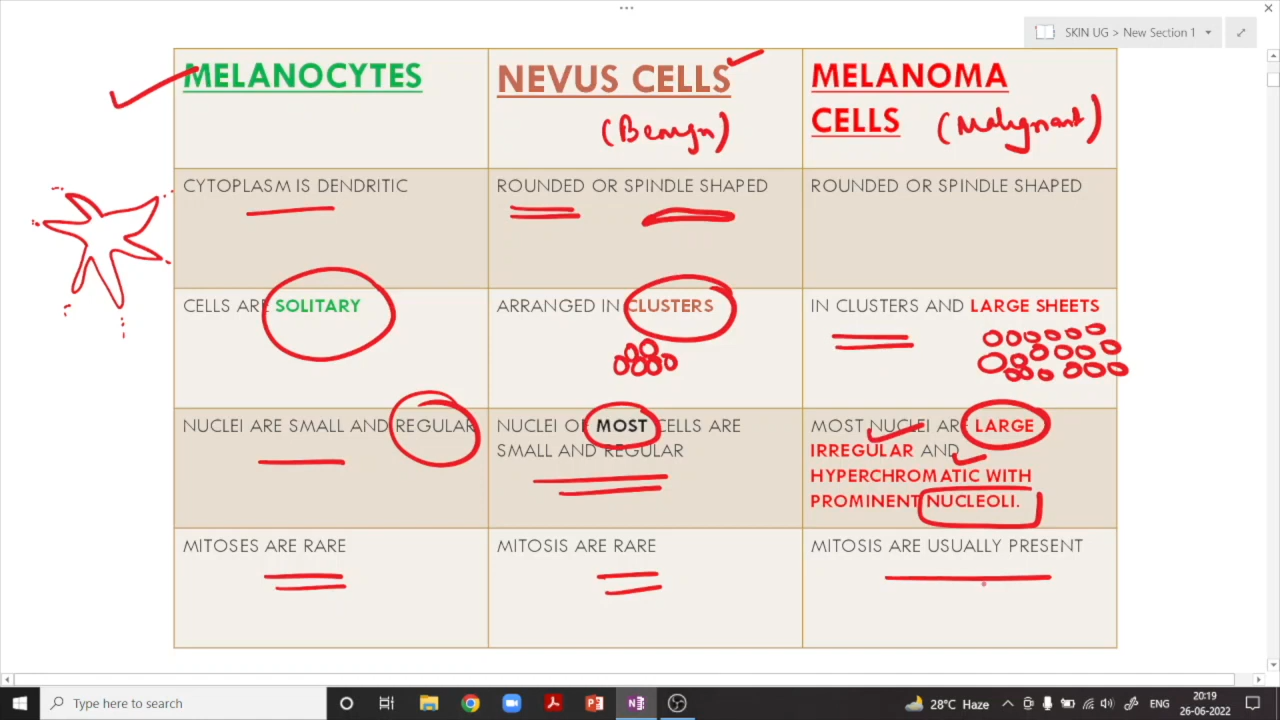 SKIN UG > New Section 1
MELANOCYTES
NEVUS CELLS
(Benign)
MELANOMA
CELLS (Malignant)
CYTOPLASM IS DENDRITIC
ROUNDED OR SPINDLE SHAPED
ROUNDED OR SPINDLE SHAPED
CELLS ARE SOLITARY
ARRANGED IN CLUSTERS
IN CLUSTERS AND LARGE SHEETS
NUCLEI ARE SMALL AND REGULAR
NUCLEI OF MOST CELLS ARE
SMALL AND REGULAR
MOST NUCLEI ARE LARGE
IRREGULAR AND
HYPERCHROMATIC WITH
PROMINENT NUCLEOLI.
MITOSES ARE RARE
MITOSIS ARE RARE
MITOSIS ARE USUALLY PRESENT
Type here to search
28°C Haze
ENG
20:19
26-06-2022